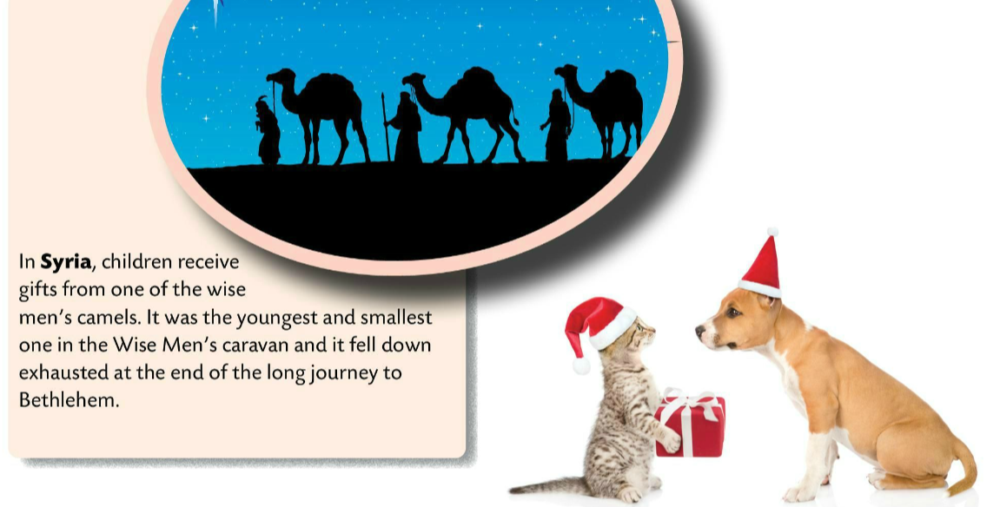 In Syria, children receive
gifts from one of the wise
men's camels. It was the youngest and smallest
one in the Wise Men's caravan and it fell down
exhausted at the end of the long journey to
Bethlehem.